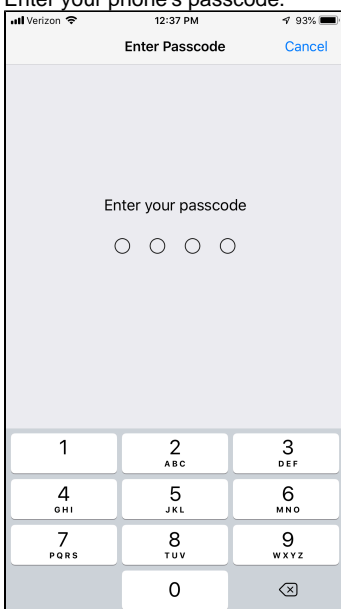 Enter your phone's passcode.
Verizon 12:37 PM 93%
Enter Passcode Cancel
Enter your passcode
1 2 3
ABC DEF
4 5 6
GHI JKL MNO
7 8 9
PQRS TUV WXYZ
0